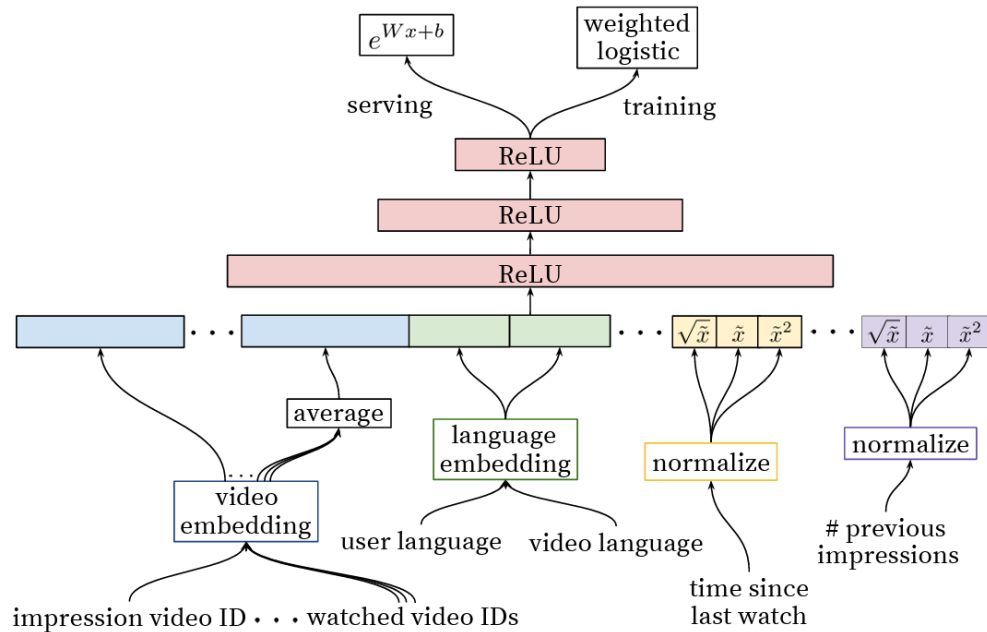 e^{Wx+b}
weighted
logistic
serving
training
ReLU
ReLU
ReLU
. . .
. . .
√x̃ x̃ x̃²
. . .
√x̃ x̃ x̃²
average
language
embedding
normalize
normalize
. . .
video
embedding
user language
video language
# previous
impressions
time since
last watch
impression video ID . . . watched video IDs